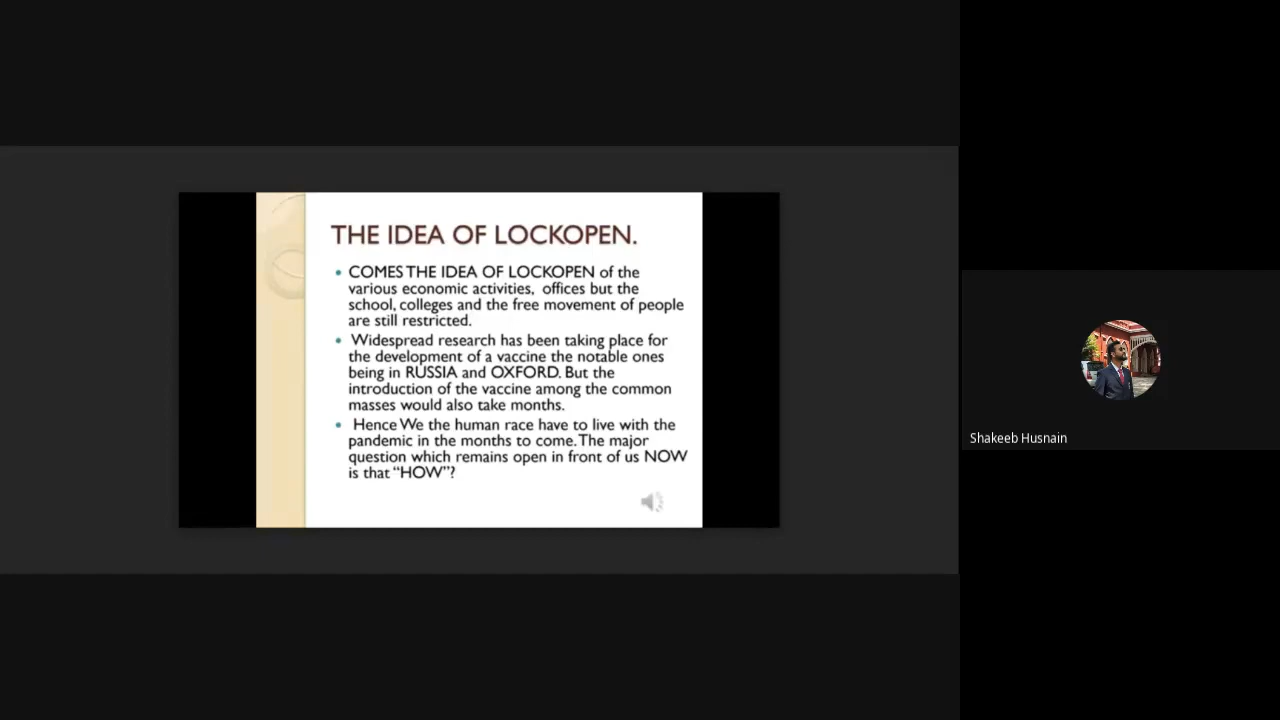 THE IDEA OF LOCKOPEN.
• COMES THE IDEA OF LOCKOPEN of the
various economic activities, offices but the
school, colleges and the free movement of people
are still restricted.
• Widespread research has been taking place for
the development of a vaccine the notable ones
being in RUSSIA and OXFORD. But the
introduction of the vaccine among the common
masses would also take months.
• Hence We the human race have to live with the
pandemic in the months to come. The major
question which remains open in front of us NOW
is that “HOW”?
Shakeeb Husnain